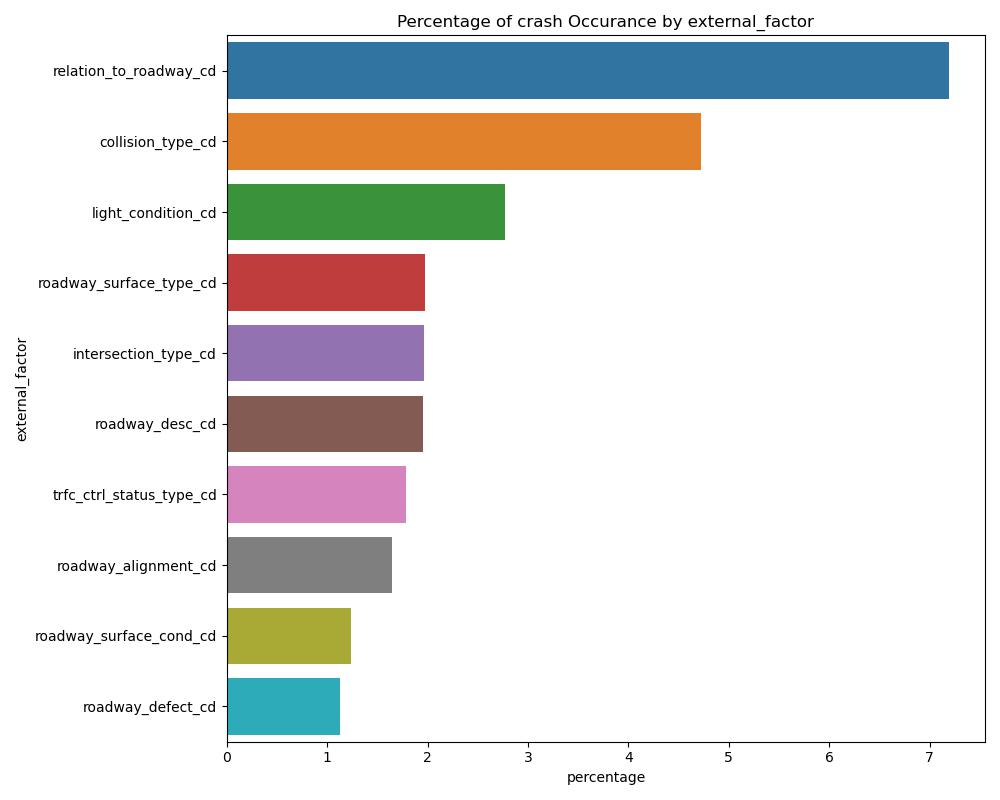 Percentage of crash Occurance by external_factor
relation_to_roadway_cd
collision_type_cd
light_condition_cd
roadway_surface_type_cd
intersection_type_cd
roadway_desc_cd
trfc_ctrl_status_type_cd
roadway_alignment_cd
roadway_surface_cond_cd
roadway_defect_cd
external_factor
0 1 2 3 4 5 6 7
percentage